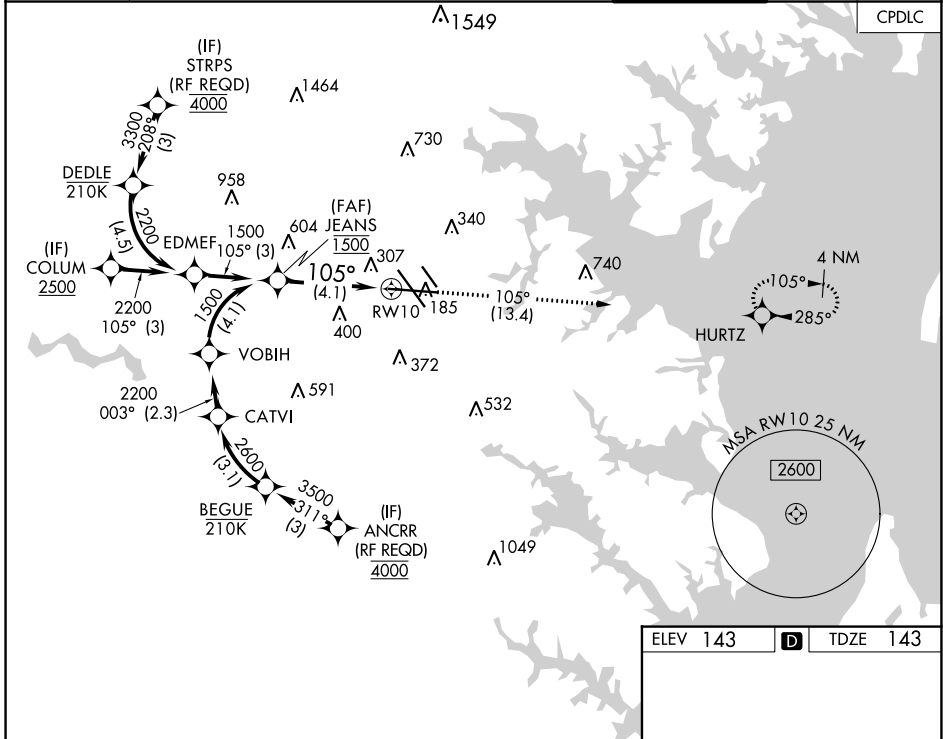 1549
CPDLC
(IF)
STRPS
(RF REQD)
4000
1464
3300
208°
(3)
730
DEDLE
210K
958
2200
(4.5)
(FAF)
JEANS
1500
340
EDMEF
1500
105° (3)
604
307
(IF)
COLUM
2500
2200
105° (3)
105°
(4.1)
RW10
185
740
105°
(13.4)
4 NM
105°
285°
HURTZ
1500
(4.1)
400
VOBIH
372
2200
003° (2.3)
591
CATVI
532
2600
(3.1)
BEGUE
210K
3500
311°
(3)
(IF)
ANCRR
(RF REQD)
4000
MSA RW10 25 NM
2600
1049
ELEV 143 D TDZE 143